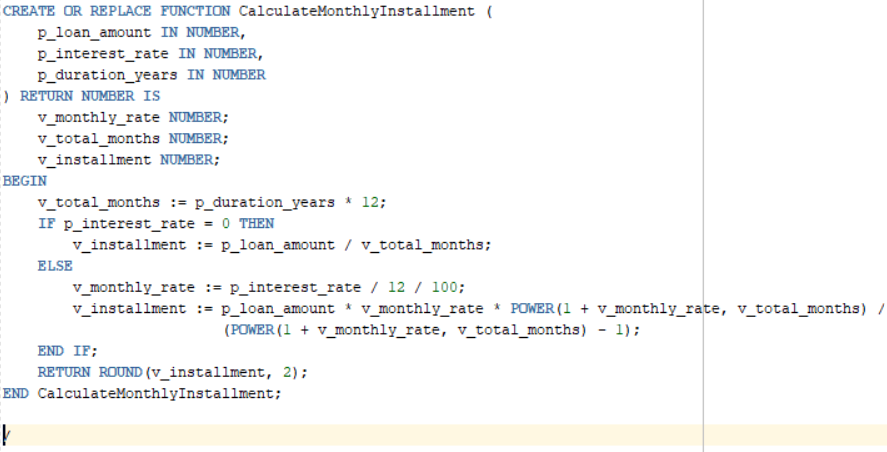 CREATE OR REPLACE FUNCTION CalculateMonthlyInstallment (
    p_loan_amount IN NUMBER,
    p_interest_rate IN NUMBER,
    p_duration_years IN NUMBER
) RETURN NUMBER IS
    v_monthly_rate NUMBER;
    v_total_months NUMBER;
    v_installment NUMBER;
BEGIN
    v_total_months := p_duration_years * 12;
    IF p_interest_rate = 0 THEN
        v_installment := p_loan_amount / v_total_months;
    ELSE
        v_monthly_rate := p_interest_rate / 12 / 100;
        v_installment := p_loan_amount * v_monthly_rate * POWER(1 + v_monthly_rate, v_total_months) /
                         (POWER(1 + v_monthly_rate, v_total_months) - 1);
    END IF;
    RETURN ROUND(v_installment, 2);
END CalculateMonthlyInstallment;
/